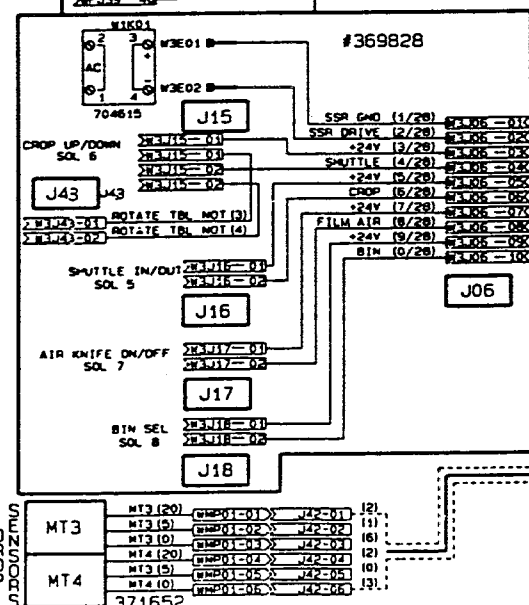 W1K01
#369828
2 3
+
AC
-
1 4
704615
W3E01
W3E02
J15
CROP UP/DOWN
SOL 6
W3J15-01
W3J15-01
W3J15-02
W3J15-02
J43
J43
W3J43-01
W3J43-02
ROTATE TBL MOT (3)
ROTATE TBL MOT (4)
SSR GND (1/28)
SSR DRIVE (2/28)
+24V (3/28)
SHUTTLE (4/28)
+24V (5/28)
CROP (6/28)
+24V (7/28)
FILM AIR (8/28)
+24V (9/28)
BIN (0/28)
W3J06-01
W3J06-02
W3J06-03
W3J06-04
W3J06-05
W3J06-06
W3J06-07
W3J06-08
W3J06-09
W3J06-10
J06
SHUTTLE IN/OUT
SOL 5
W3J16-01
W3J16-02
J16
AIR KNIFE ON/OFF
SOL 7
W3J17-01
W3J17-02
J17
BIN SEL
SOL 8
W3J18-01
W3J18-02
J18
MT3
MT4
MT3 (20) WMP01-01 J42-01 (2)
MT3 (5) WMP01-02 J42-02 (1)
MT3 (0) WMP01-03 J42-03 (6)
MT4 (20) WMP01-04 J42-04 (2)
MT3 (5) WMP01-05 J42-05 (0)
MT4 (0) WMP01-06 J42-06 (3)
371652